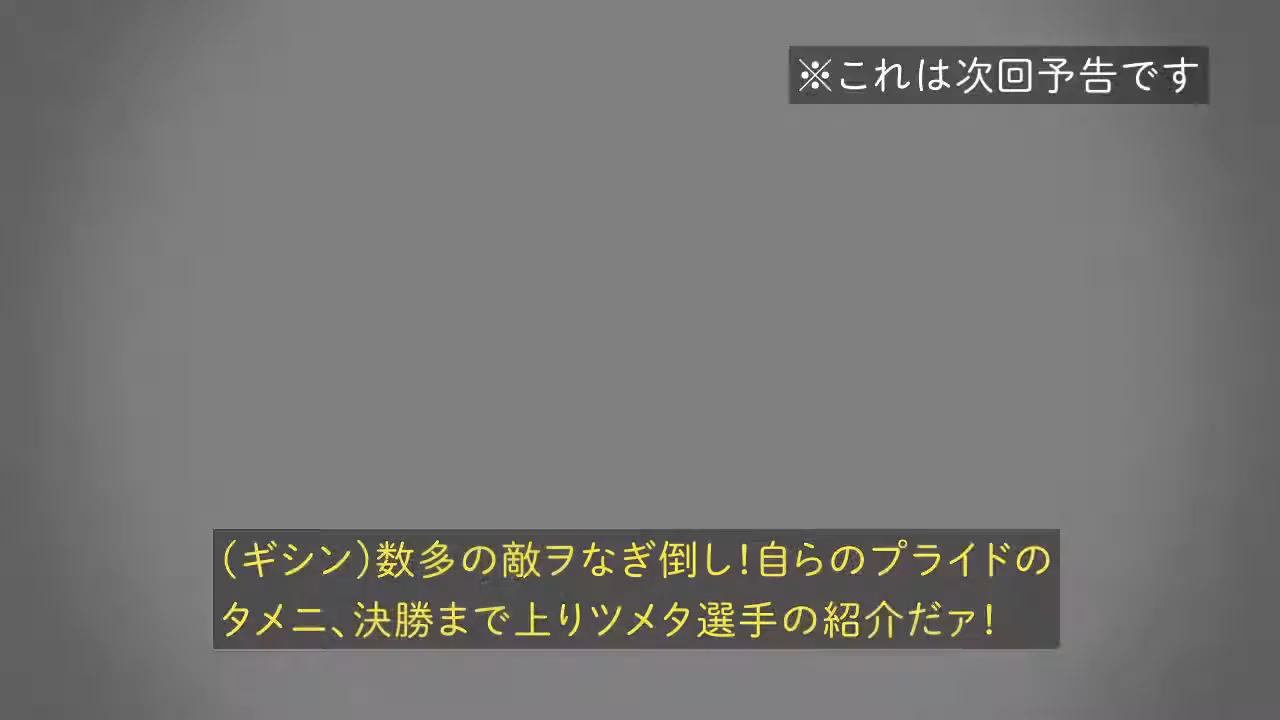 ※これは次回予告です
（ギシン）数多の敵ヲなぎ倒し！自らのプライドの
タメニ、決勝まで上りツメタ選手の紹介だァ！